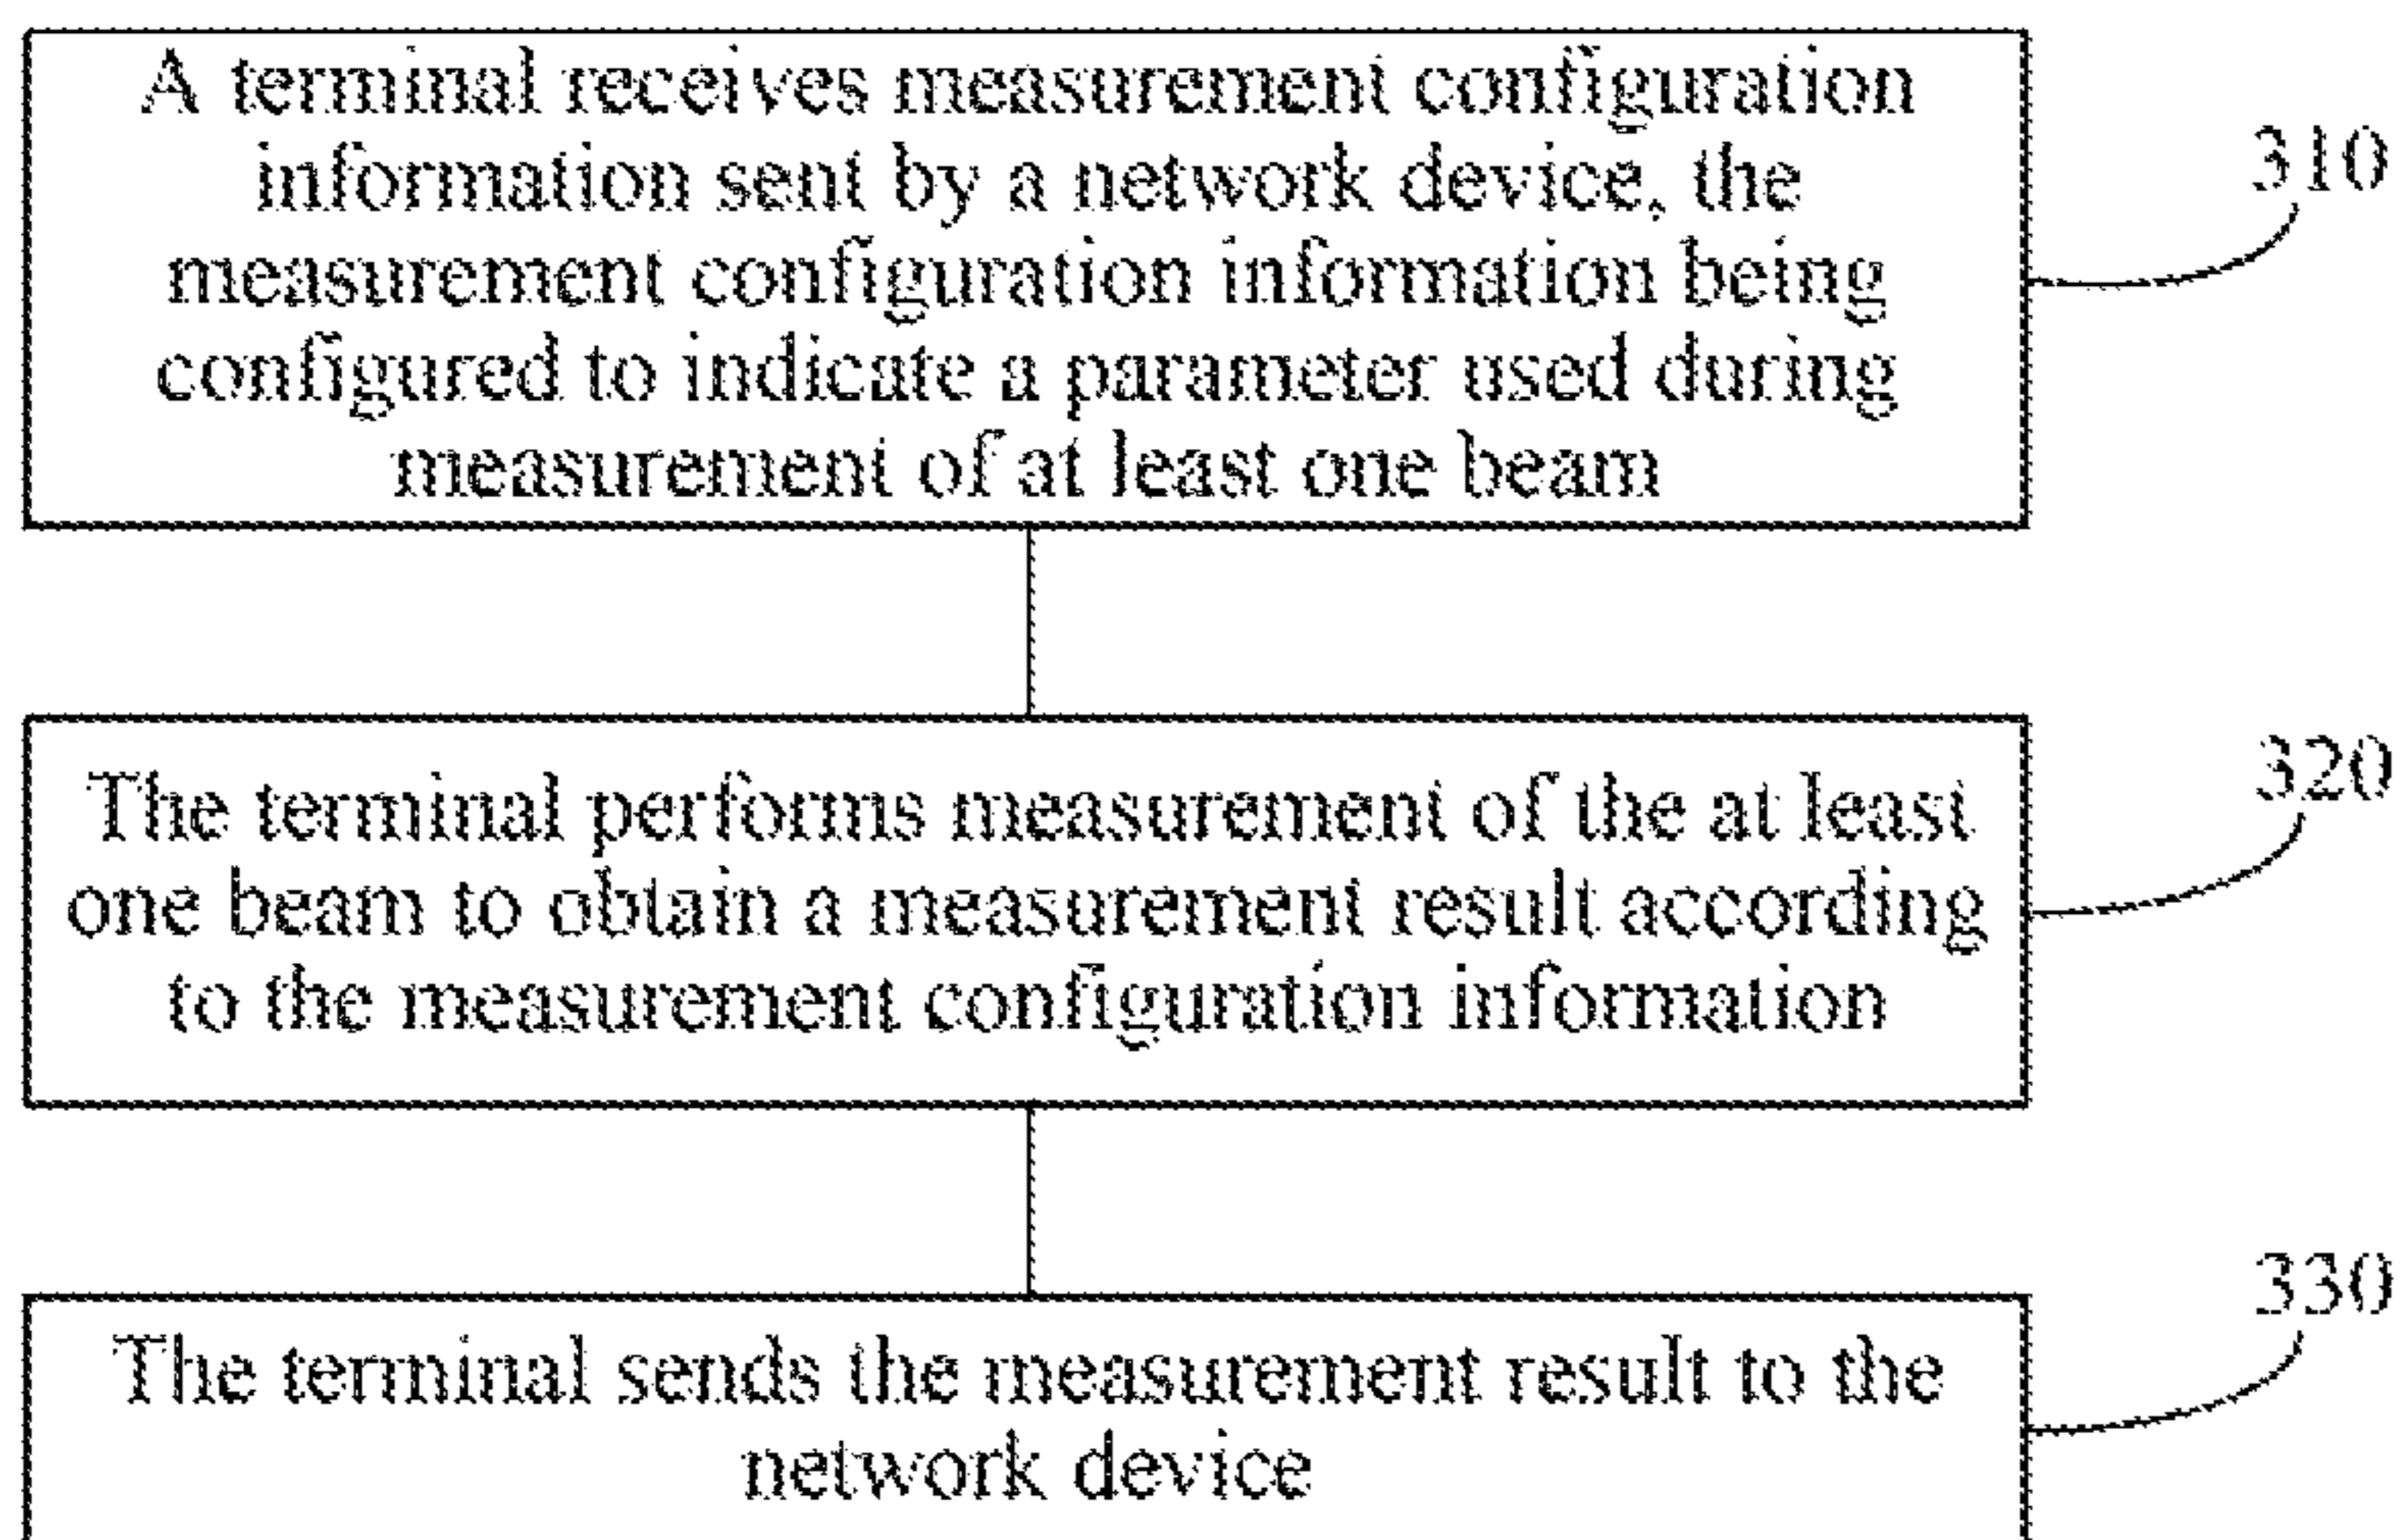 A terminal receives measurement configuration
information sent by a network device, the
measurement configuration information being
configured to indicate a parameter used during
measurement of at least one beam
310
The terminal performs measurement of the at least
one beam to obtain a measurement result according
to the measurement configuration information
320
The terminal sends the measurement result to the
network device
330